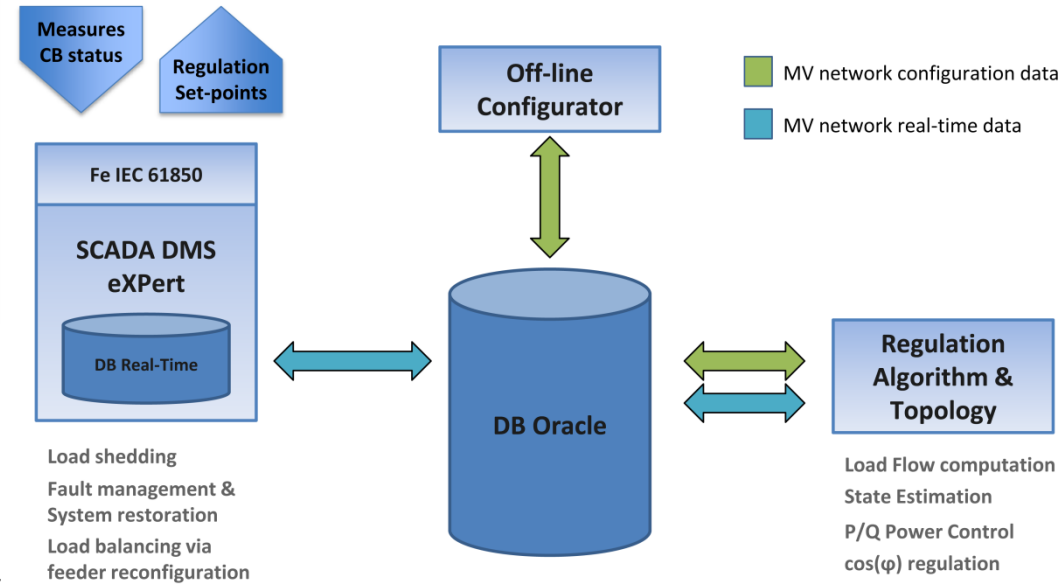 Measures
CB status
Regulation
Set-points
Off-line
Configurator
MV network configuration data
MV network real-time data
Fe IEC 61850
SCADA DMS
eXPert
DB Real-Time
DB Oracle
Regulation
Algorithm &
Topology
Load shedding
Fault management &
System restoration
Load balancing via
feeder reconfiguration
Load Flow computation
State Estimation
P/Q Power Control
cos(φ) regulation